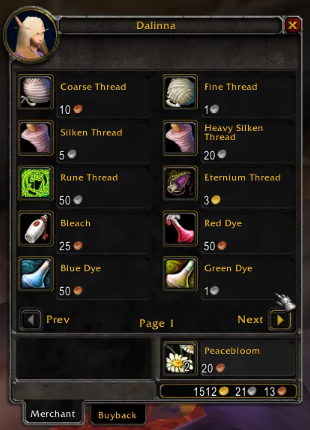 Dalinna
Coarse Thread
10
Fine Thread
1
Silken Thread
5
Heavy Silken
Thread
20
Rune Thread
50
Eternium Thread
3
Bleach
25
Red Dye
50
Blue Dye
50
Green Dye
1
Prev
Page 1
Next
Peacebloom
2
20
1512 21 13
Merchant
Buyback